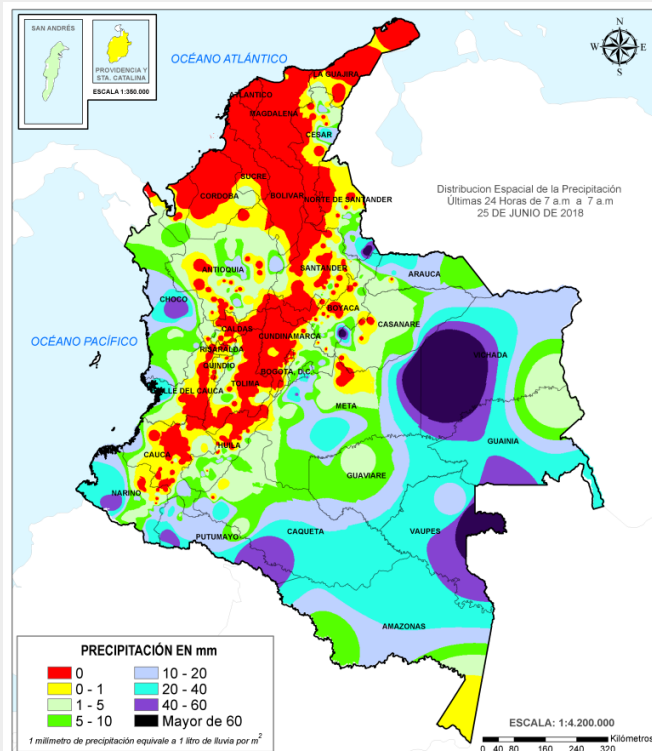 SAN ANDRÉS
PROVIDENCIA Y
STA. CATALINA
ESCALA 1:350.000
OCÉANO ATLÁNTICO
N
W
E
S
LA GUAJIRA
ATLANTICO
MAGDALENA
CESAR
SUCRE
CORDOBA
BOLIVAR
NORTE DE SANTANDER
Distribucion Espacial de la Precipitación
Últimas 24 Horas de 7 a.m a 7 a.m
25 DE JUNIO DE 2018
ANTIOQUIA
SANTANDER
ARAUCA
CHOCO
BOYACA
CASANARE
OCÉANO PACÍFICO
CALDAS
CUNDINAMARCA
VICHADA
RISARALDA
QUINDIO
BOGOTA, D.C.
TOLIMA
VALLE DEL CAUCA
META
GUAINIA
HUILA
CAUCA
GUAVIARE
NARIÑO
CAQUETA
VAUPES
PUTUMAYO
AMAZONAS
PRECIPITACIÓN EN mm
0
10 - 20
0 - 1
20 - 40
1 - 5
40 - 60
5 - 10
Mayor de 60
1 milimetro de precipitación equivale a 1 litro de lluvia por m2
ESCALA: 1:4.200.000
Kilómetros
0 40 80 160 240 320